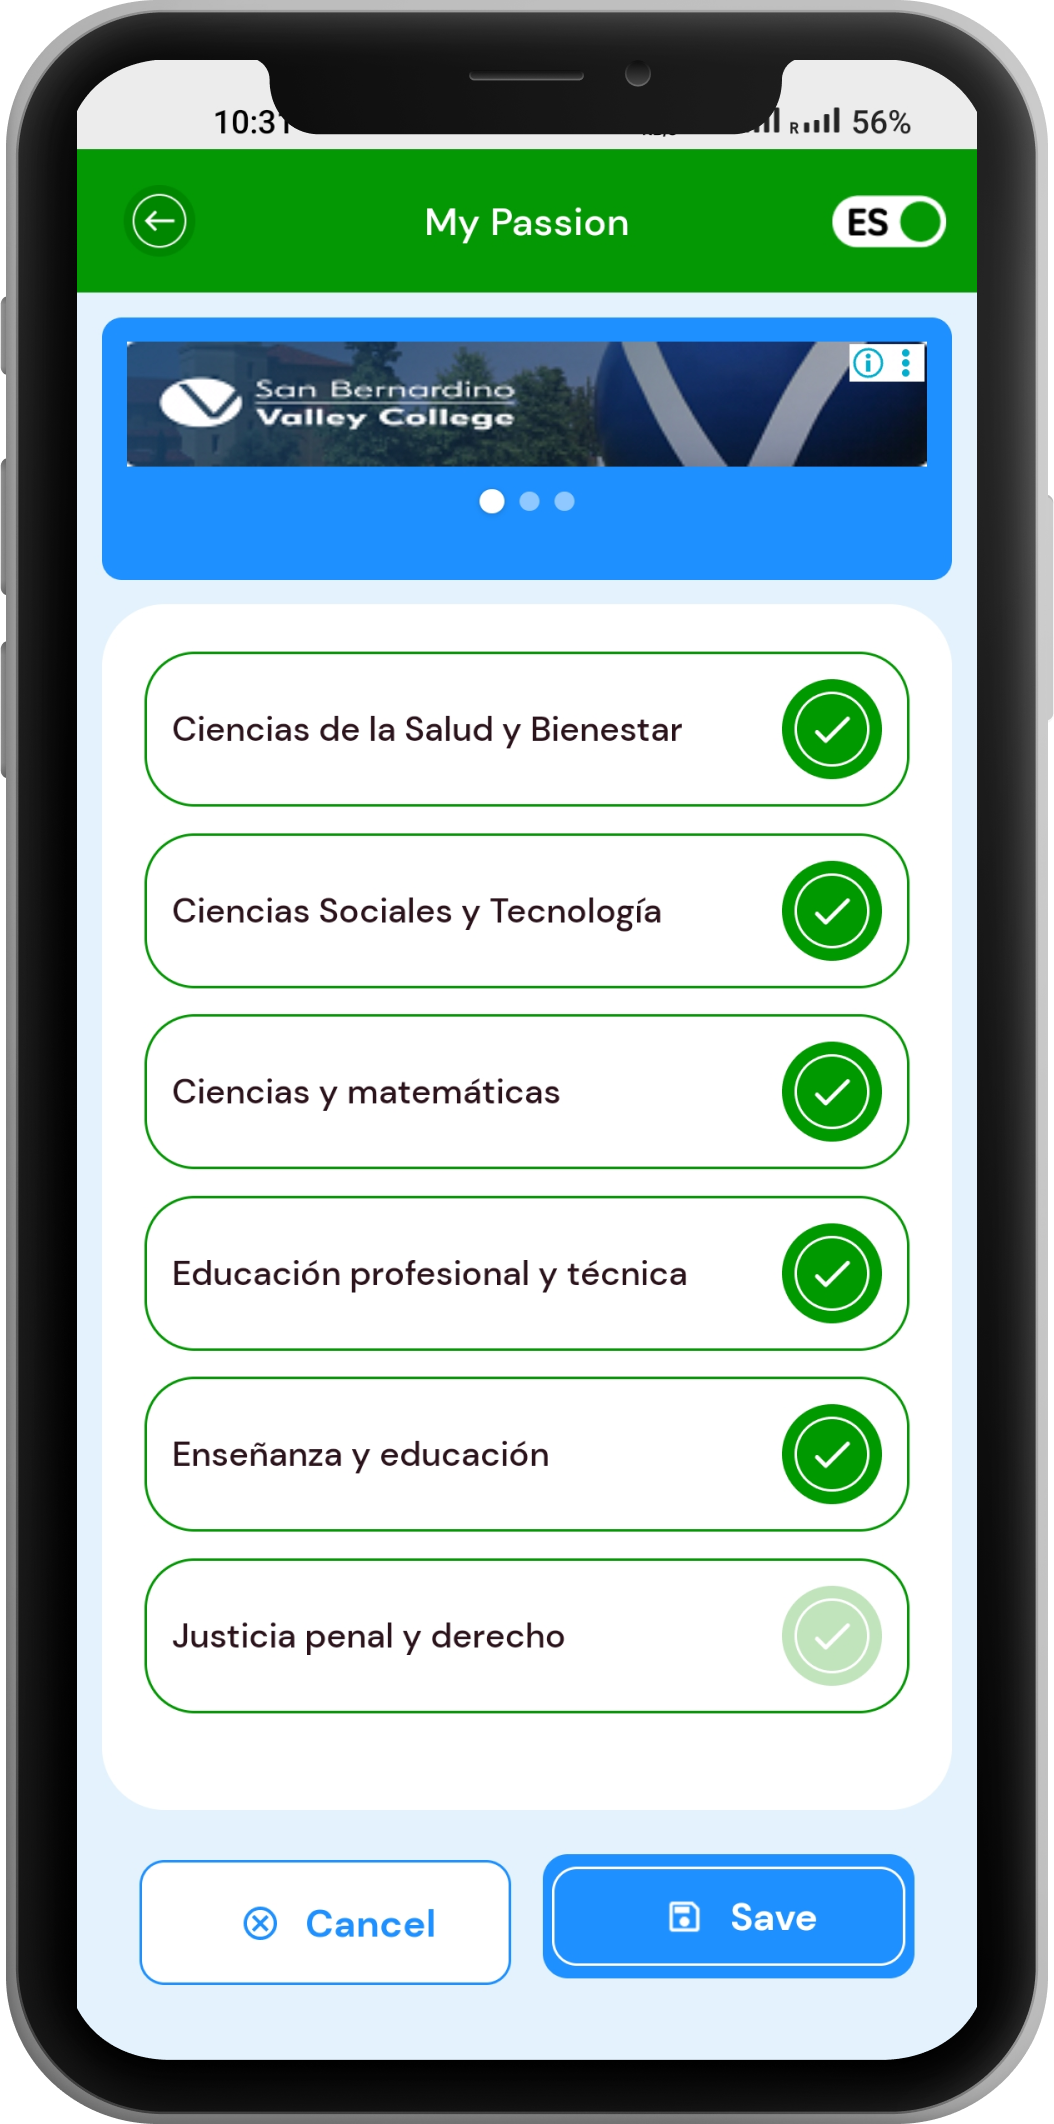 10:31
R
56%
My Passion
ES
San Bernardino
Valley College
Ciencias de la Salud y Bienestar
Ciencias Sociales y Tecnología
Ciencias y matemáticas
Educación profesional y técnica
Enseñanza y educación
Justicia penal y derecho
Cancel
Save